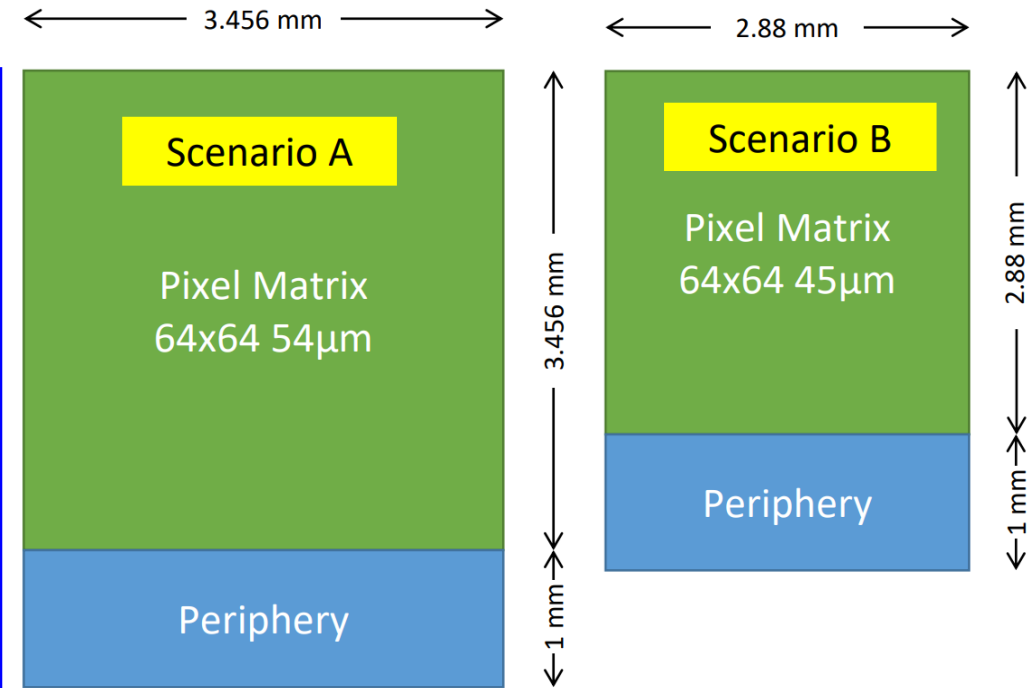 3.456 mm
Scenario A
Pixel Matrix
64x64 54µm
3.456 mm
Periphery
1 mm
2.88 mm
Scenario B
Pixel Matrix
64x64 45µm
2.88 mm
Periphery
1 mm